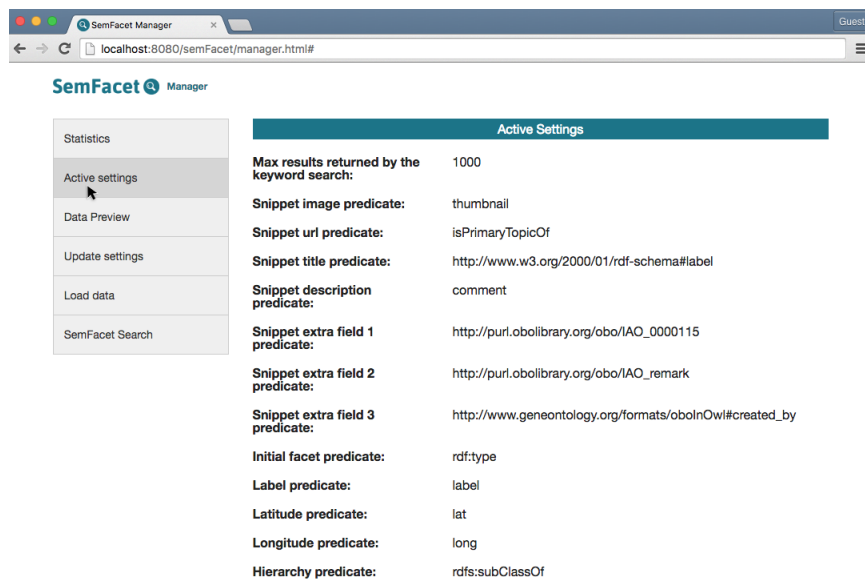 SemFacet Manager
Guest
localhost:8080/semFacet/manager.html#
SemFacet Manager
Statistics
Active settings
Data Preview
Update settings
Load data
SemFacet Search
Active Settings
Max results returned by the keyword search: 1000
Snippet image predicate: thumbnail
Snippet url predicate: isPrimaryTopicOf
Snippet title predicate: http://www.w3.org/2000/01/rdf-schema#label
Snippet description predicate: comment
Snippet extra field 1 predicate: http://purl.obolibrary.org/obo/IAO_0000115
Snippet extra field 2 predicate: http://purl.obolibrary.org/obo/IAO_remark
Snippet extra field 3 predicate: http://www.geneontology.org/formats/oboInOwl#created_by
Initial facet predicate: rdf:type
Label predicate: label
Latitude predicate: lat
Longitude predicate: long
Hierarchy predicate: rdfs:subClassOf